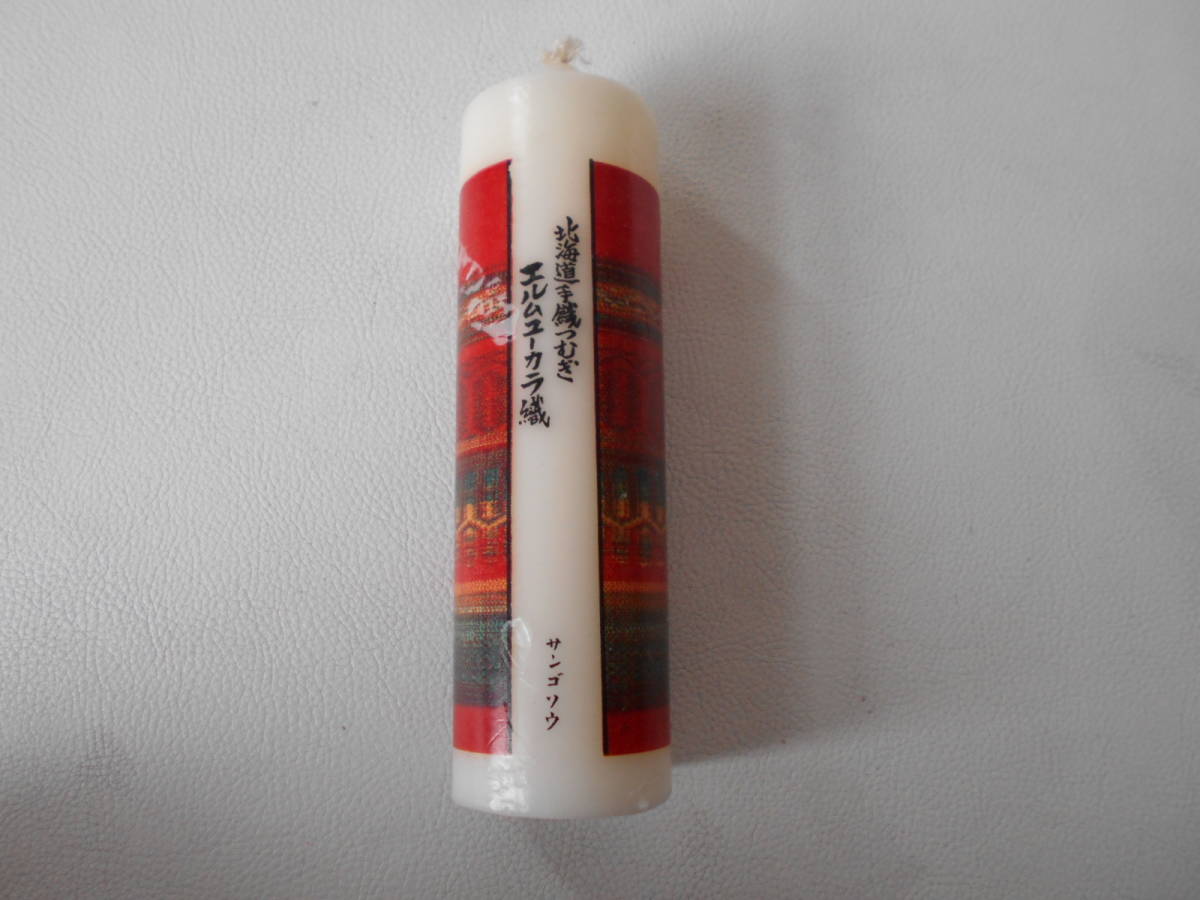 北海道手織つむぎ
エルムユーカラ織
サンゴソウ